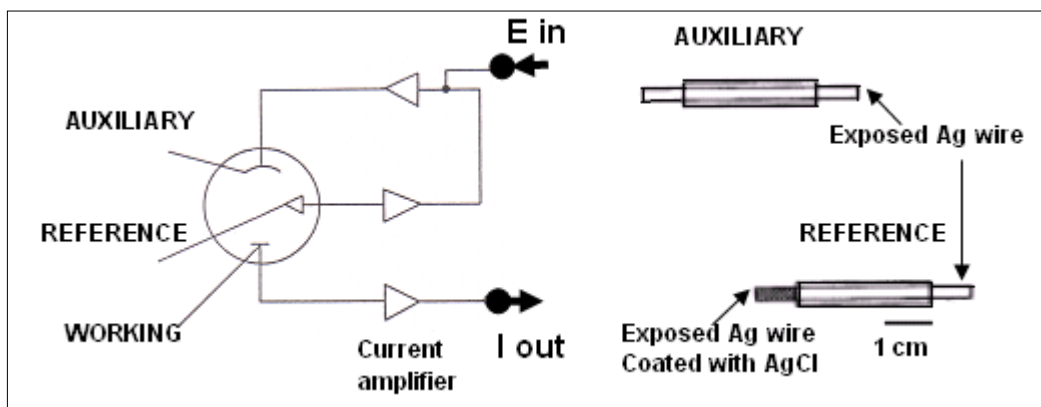 E in
AUXILIARY
REFERENCE
WORKING
Current
amplifier
I out
AUXILIARY
Exposed Ag wire
REFERENCE
Exposed Ag wire
Coated with AgCl
1 cm